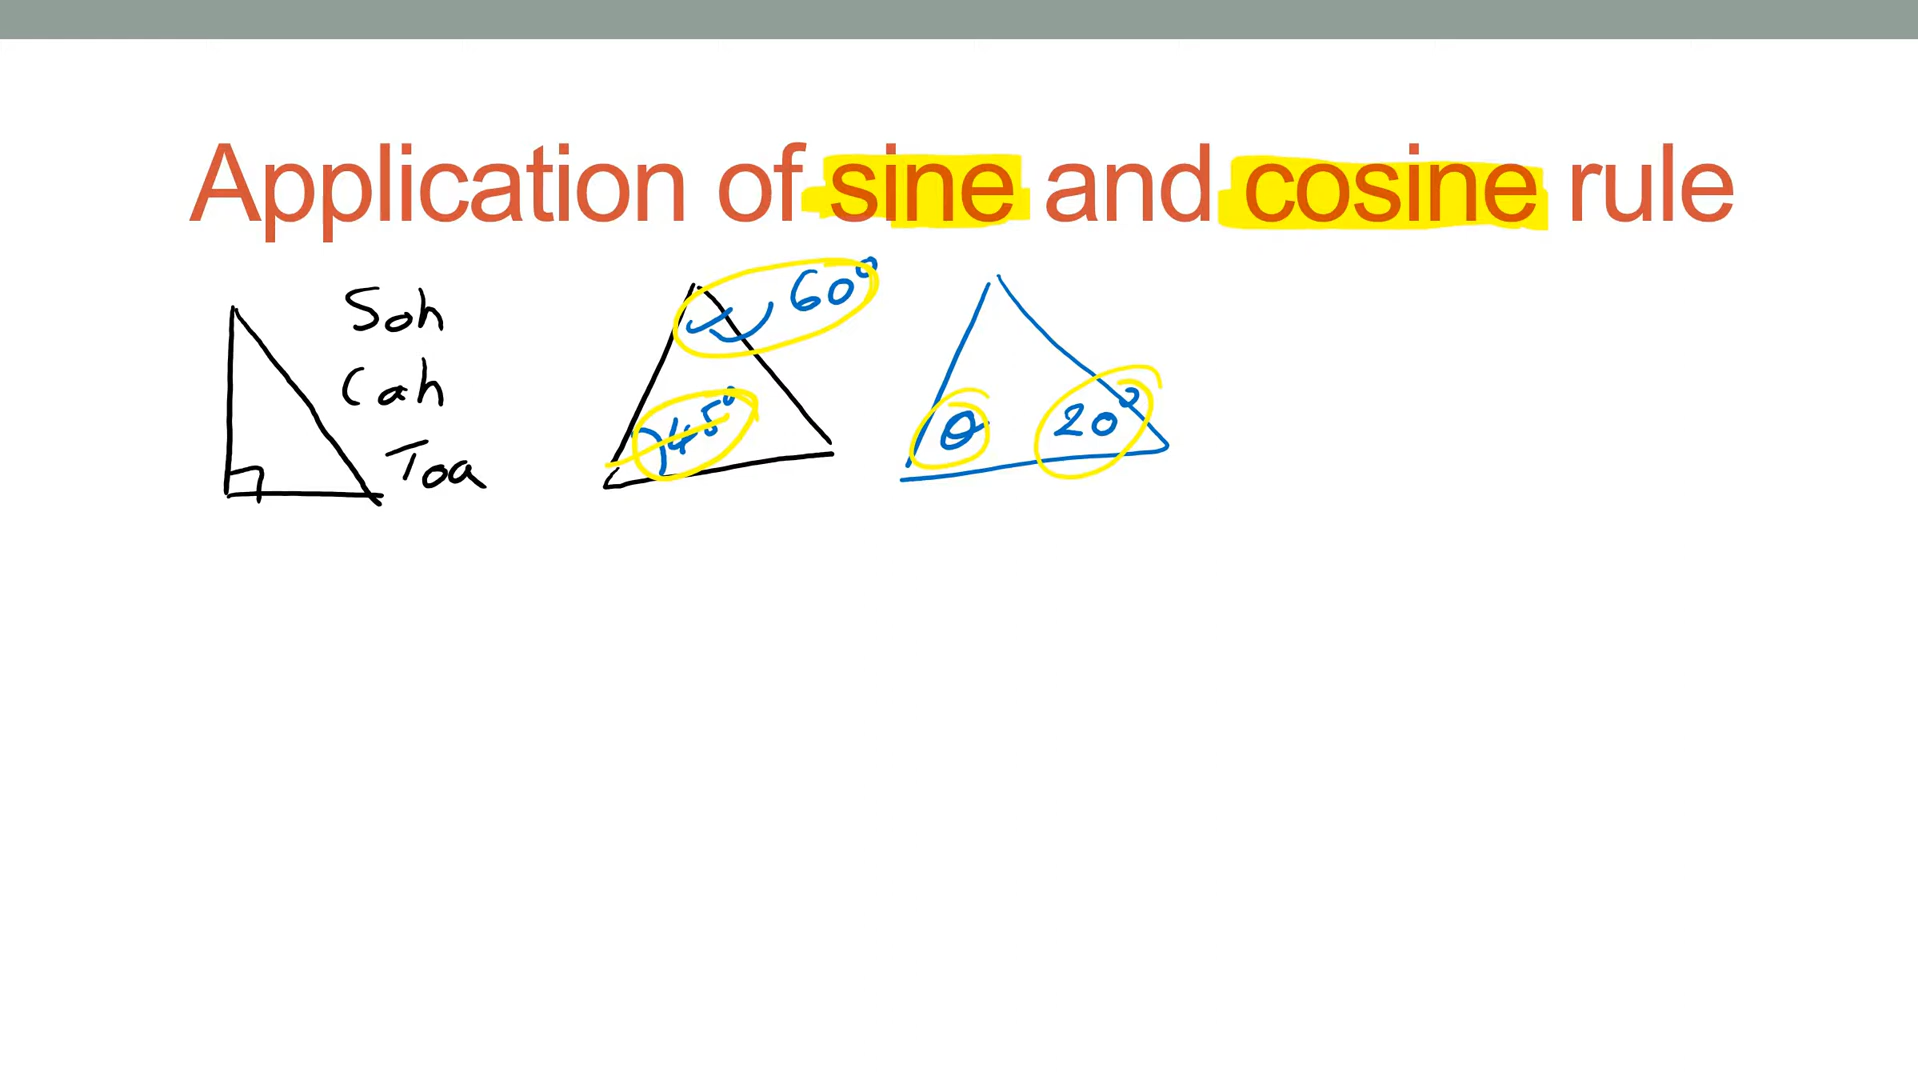 Application of sine and cosine rule
Soh
Cah
Toa
60°
45°
θ
20°